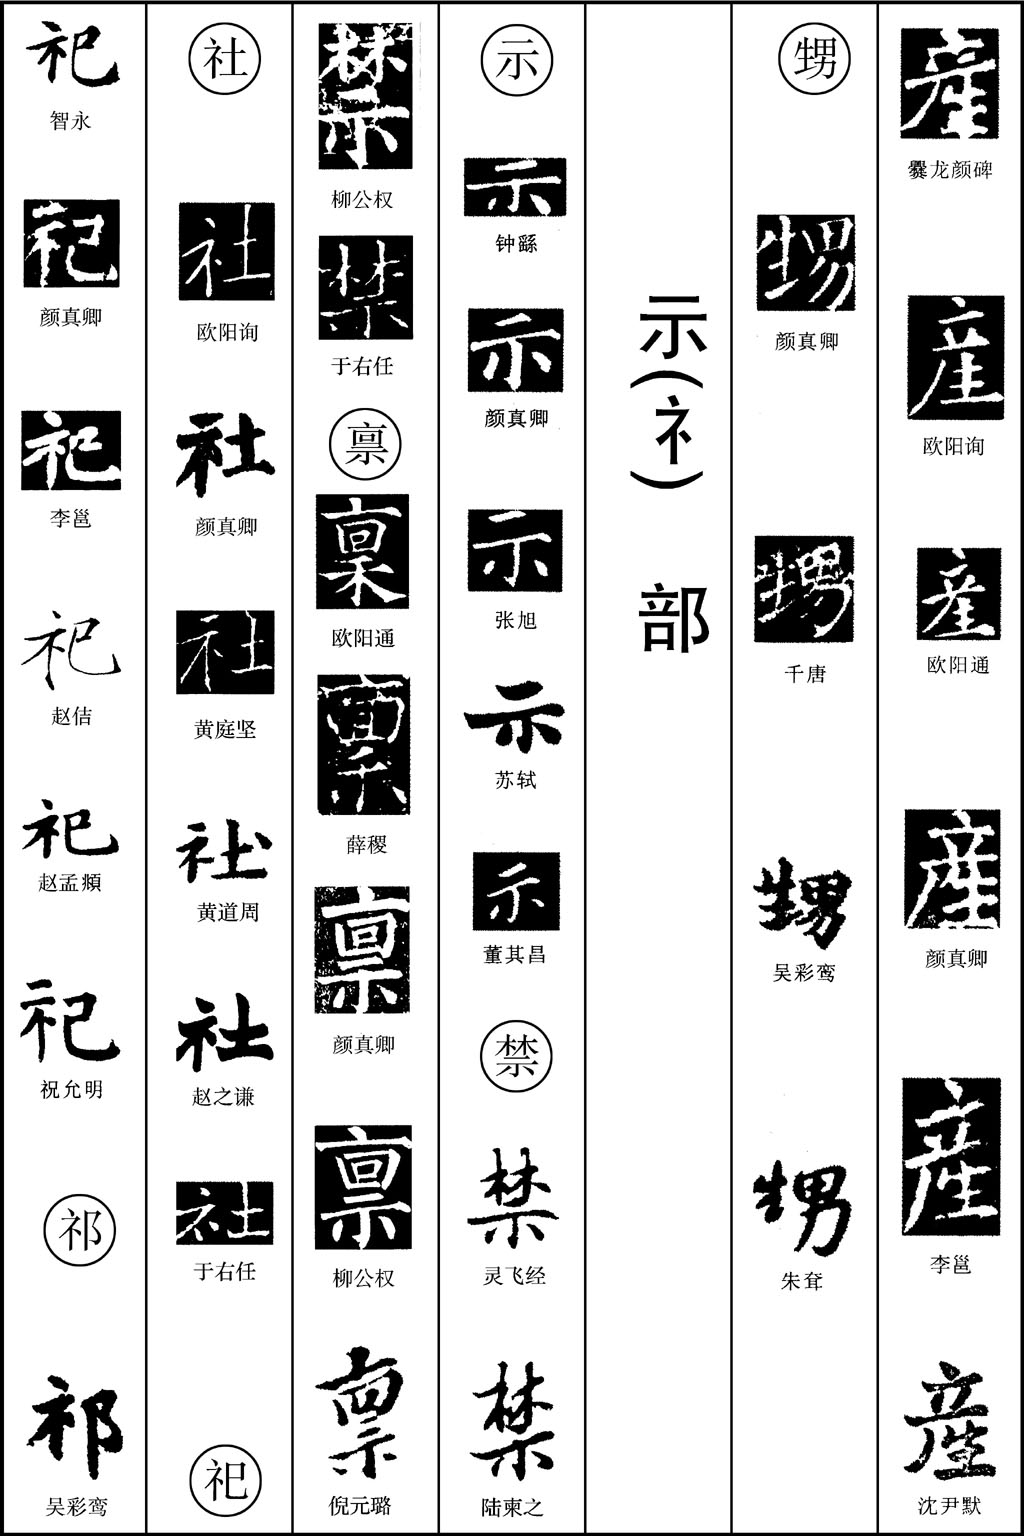 産
爨龙颜碑
産
欧阳询
産
欧阳通
産
颜真卿
産
李邕
産
沈尹默
甥
甥
颜真卿
甥
千唐
甥
吴彩鸾
甥
朱耷
示(礻)部
示
示
钟繇
示
颜真卿
示
张旭
示
苏轼
示
董其昌
禁
禁
灵飞经
禁
陆柬之
禁
柳公权
禁
于右任
禀
禀
欧阳通
禀
薛稷
禀
颜真卿
禀
柳公权
禀
倪元璐
社
社
欧阳询
社
颜真卿
社
黄庭坚
社
黄道周
社
赵之谦
社
于右任
祀
祀
智永
祀
颜真卿
祀
李邕
祀
赵佶
祀
赵孟頫
祀
祝允明
祁
祁
吴彩鸾